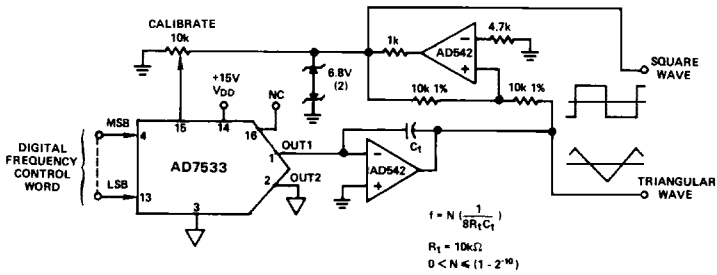 CALIBRATE
10k
+15V
VDD
NC
6.8V
(2)
1k
AD542
4.7k
10k 1%
10k 1%
SQUARE
WAVE
DIGITAL
FREQUENCY
CONTROL
WORD
MSB
LSB
4
13
15
14
16
1
2
3
AD7533
OUT1
OUT2
Ct
AD542
TRIANGULAR
WAVE
f = N (1/8RtCt)
Rt = 10kΩ
0 < N ≤ (1 - 2⁻¹⁰)